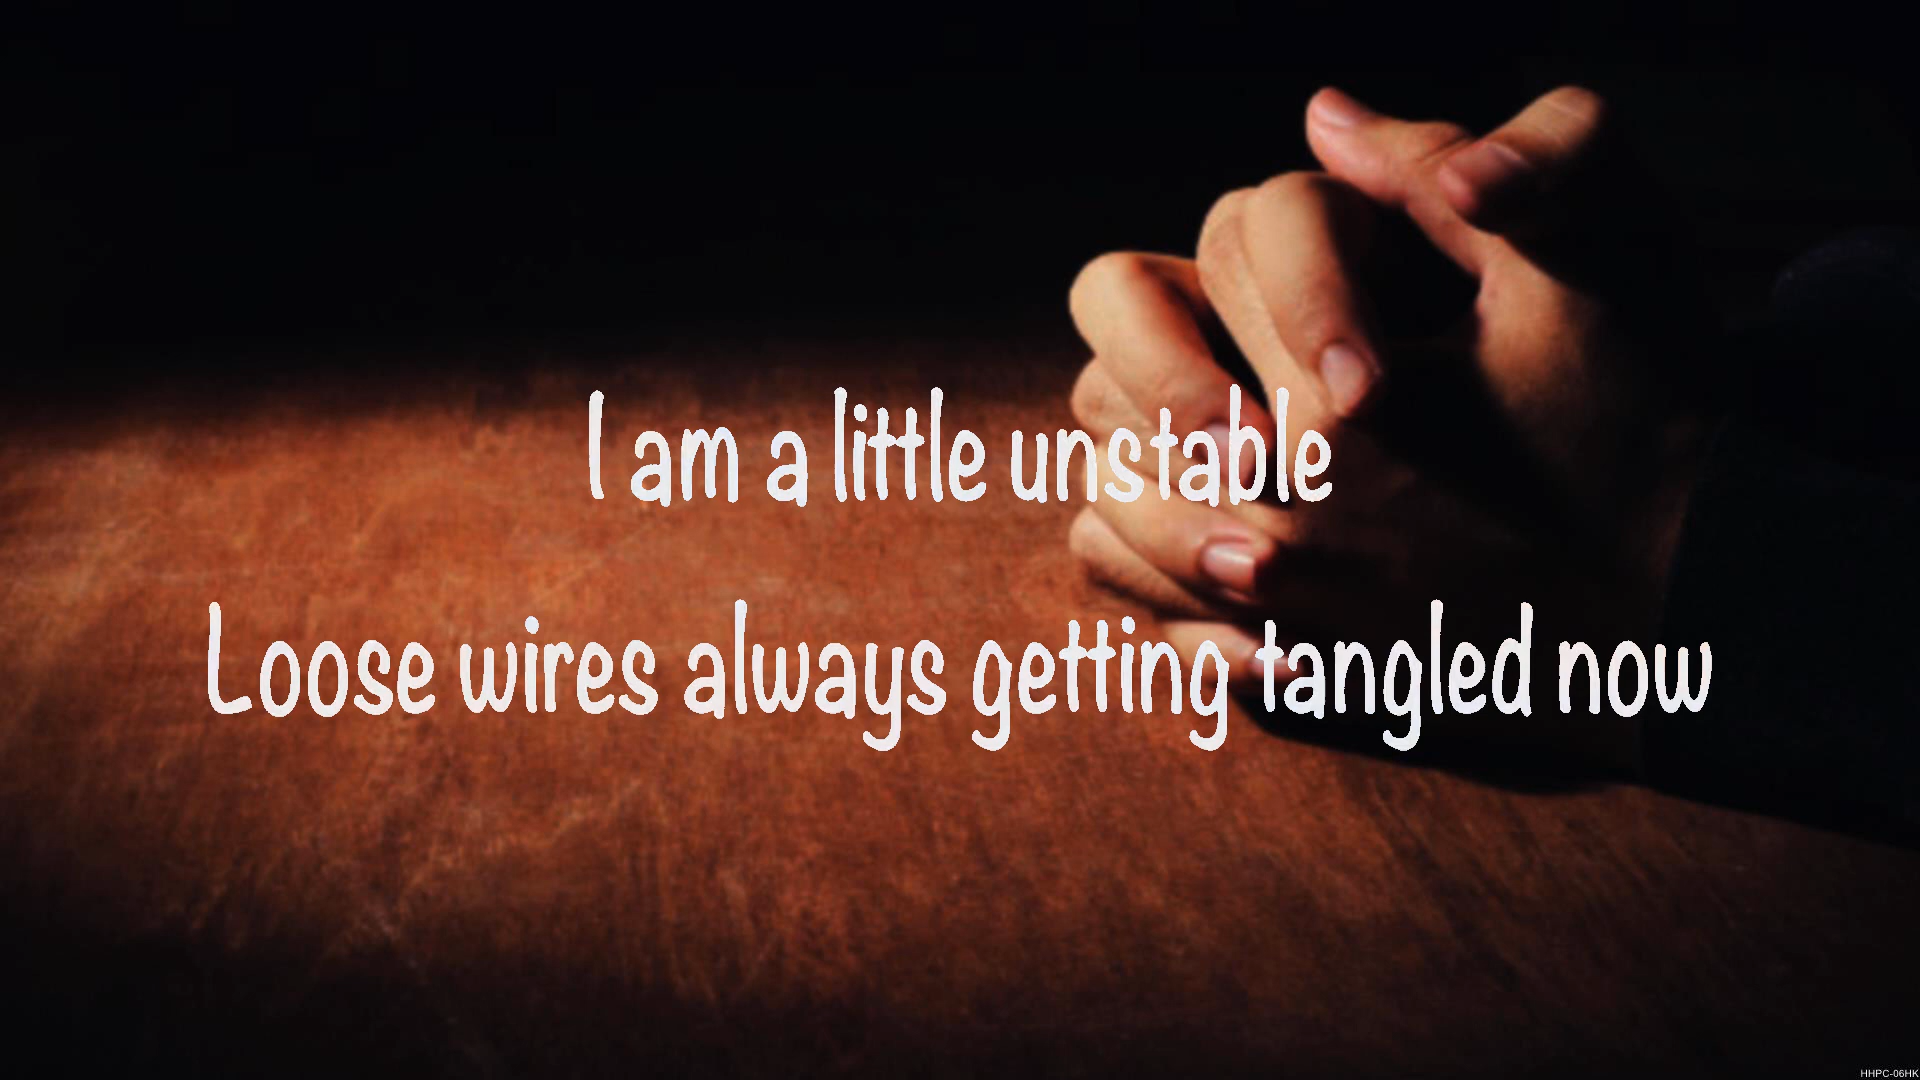 I am a little unstable
Loose wires always getting tangled now
HHPC-06HK